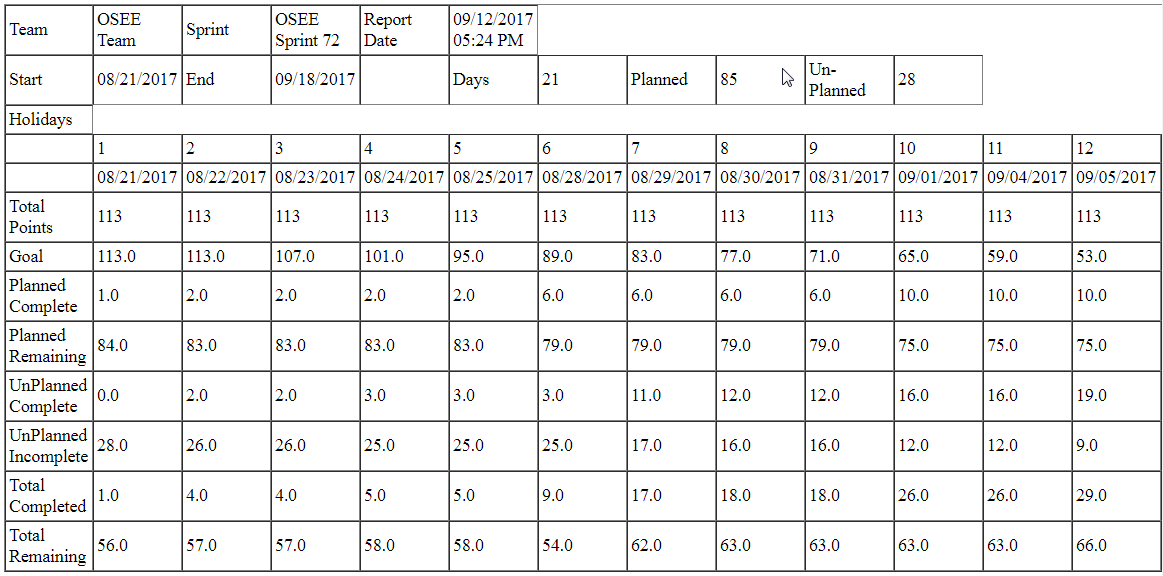 Team OSEE Team Sprint OSEE Sprint 72 Report Date 09/12/2017 05:24 PM
Start 08/21/2017 End 09/18/2017 Days 21 Planned 85 Un-Planned 28
Holidays
1 2 3 4 5 6 7 8 9 10 11 12
08/21/2017 08/22/2017 08/23/2017 08/24/2017 08/25/2017 08/28/2017 08/29/2017 08/30/2017 08/31/2017 09/01/2017 09/04/2017 09/05/2017
Total Points 113 113 113 113 113 113 113 113 113 113 113 113
Goal 113.0 113.0 107.0 101.0 95.0 89.0 83.0 77.0 71.0 65.0 59.0 53.0
Planned Complete 1.0 2.0 2.0 2.0 2.0 6.0 6.0 6.0 6.0 10.0 10.0 10.0
Planned Remaining 84.0 83.0 83.0 83.0 83.0 79.0 79.0 79.0 79.0 75.0 75.0 75.0
UnPlanned Complete 0.0 2.0 2.0 3.0 3.0 3.0 11.0 12.0 12.0 16.0 16.0 19.0
UnPlanned Incomplete 28.0 26.0 26.0 25.0 25.0 25.0 17.0 16.0 16.0 12.0 12.0 9.0
Total Completed 1.0 4.0 4.0 5.0 5.0 9.0 17.0 18.0 18.0 26.0 26.0 29.0
Total Remaining 56.0 57.0 57.0 58.0 58.0 54.0 62.0 63.0 63.0 63.0 63.0 66.0